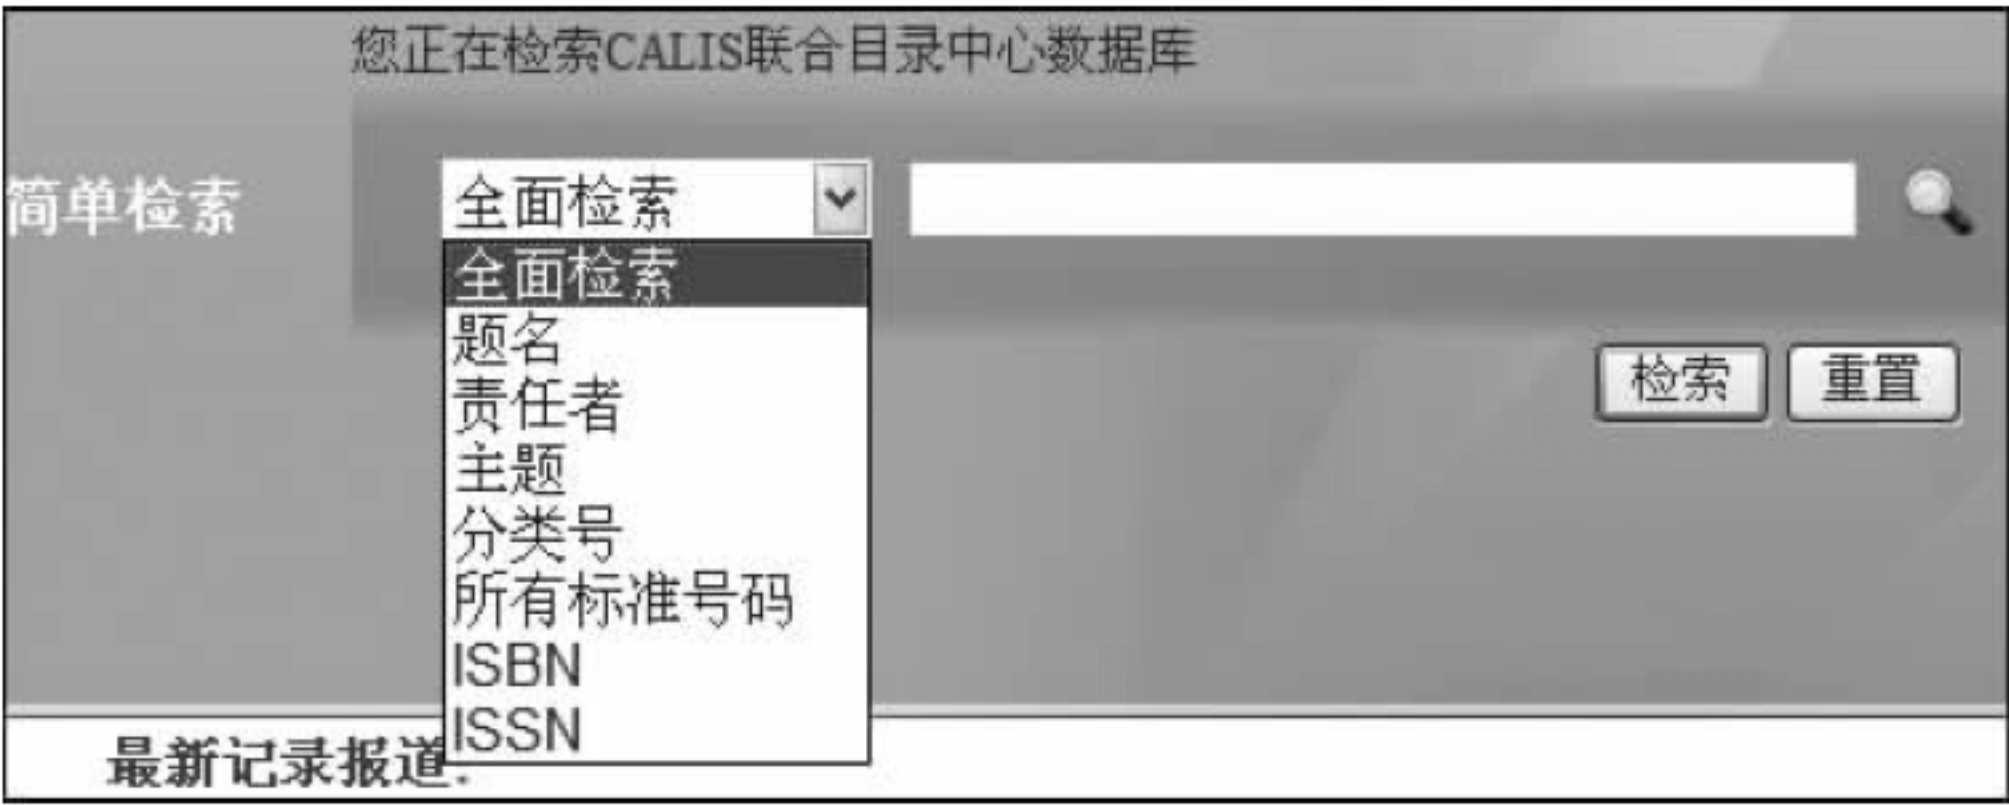 您正在检索CALIS联合目录中心数据库
简单检索
全面检索
全面检索
题名
责任者
主题
分类号
所有标准号码
ISBN
ISSN
检索
重置
最新记录报道: